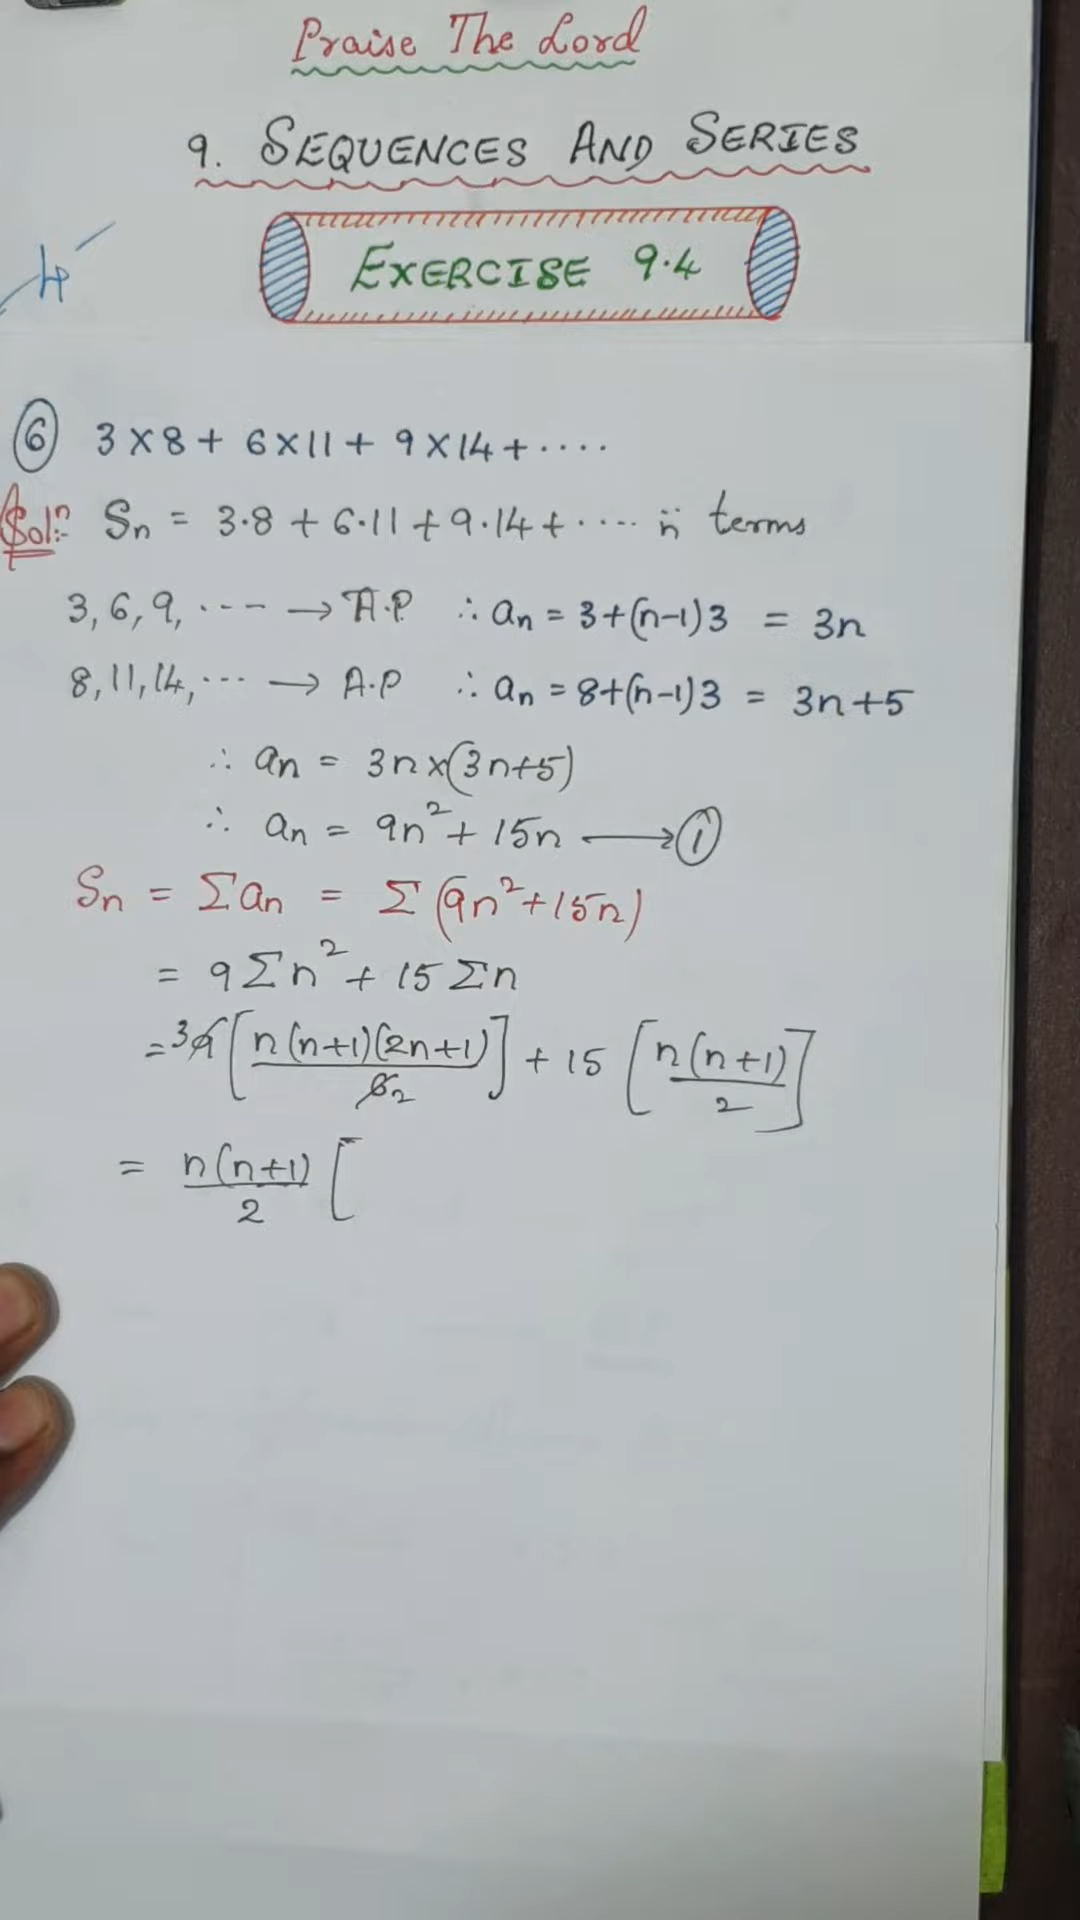 Praise The Lord
9. SEQUENCES AND SERIES
EXERCISE 9.4
⑥ 3×8 + 6×11 + 9×14 + ....
Sol:n Sn = 3·8 + 6·11 + 9·14 + ···· n terms
3, 6, 9, ---- → A.P ∴ an = 3+(n-1)3 = 3n
8, 11, 14, ··· → A.P ∴ an = 8+(n-1)3 = 3n+5
∴ an = 3n×(3n+5)
∴ an = 9n² + 15n → ①
Sn = Σan = Σ(9n²+15n)
= 9Σn² + 15Σn
= 3 9[n(n+1)(2n+1)/6 2] + 15[n(n+1)/2]
= n(n+1)/2 [